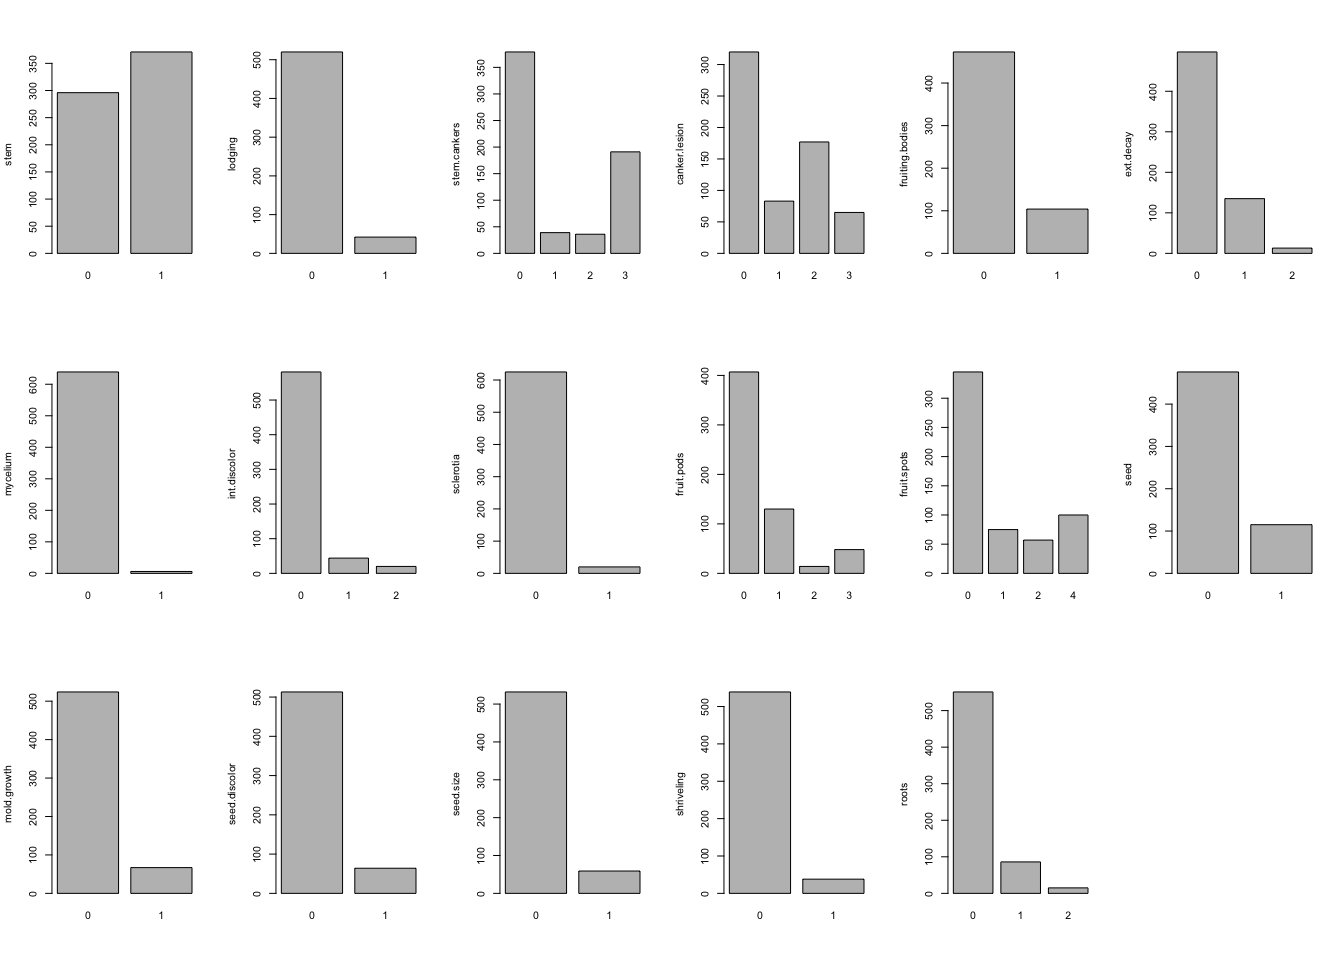 stem
0 50 100 150 200 250 300 350
0 1
lodging
0 100 200 300 400 500
0 1
stem.cankers
0 50 100 150 200 250 300 350
0 1 2 3
canker.lesion
0 50 100 150 200 250 300
0 1 2 3
fruiting.bodies
0 100 200 300 400
0 1
ext.decay
0 100 200 300 400
0 1 2
mycelium
0 100 200 300 400 500 600
0 1
int.discolor
0 100 200 300 400 500
0 1 2
sclerotia
0 100 200 300 400 500 600
0 1
fruit.pods
0 100 200 300 400
0 1 2 3
fruit.spots
0 50 100 150 200 250 300
0 1 2 4
seed
0 100 200 300 400
0 1
mold.growth
0 100 200 300 400 500
0 1
seed.discolor
0 100 200 300 400 500
0 1
seed.size
0 100 200 300 400 500
0 1
shriveling
0 100 200 300 400 500
0 1
roots
0 100 200 300 400 500
0 1 2